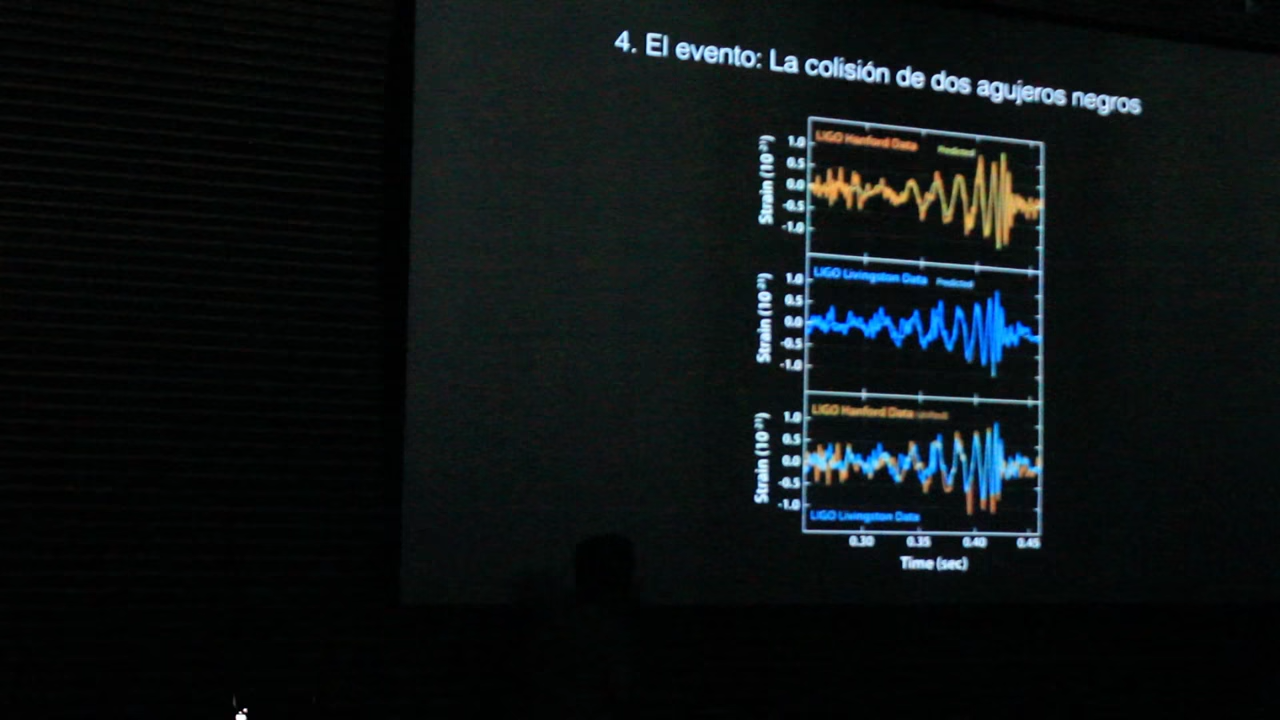 4. El evento: La colisión de dos agujeros negros
LIGO Hanford Data Predicted
Strain (10⁻²¹)
1.0
0.5
0.0
-0.5
-1.0
LIGO Livingston Data Predicted
Strain (10⁻²¹)
1.0
0.5
0.0
-0.5
-1.0
LIGO Hanford Data
Strain (10⁻²¹)
1.0
0.5
0.0
-0.5
-1.0
LIGO Livingston Data
0.30 0.35 0.40 0.45
Time (sec)